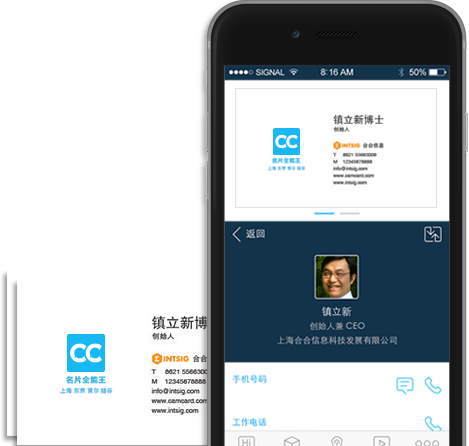 SIGNAL
8:16 AM
50%
镇立新博士
创始人
CC
名片全能王
上海 东京 首尔 硅谷
INTSIG 合合信息
T 8621 55663000
M 12345678888
info@intsig.com
www.camcard.com
www.intsig.com
返回
镇立新
创始人兼 CEO
上海合合信息科技发展有限公司
手机号码
工作电话
Hi
CC
名片全能王
上海 东京 首尔 硅谷
镇立新博
创始人
INTSIG 合合
T 8621 5566300
M 12345678888
info@intsig.com
www.camcard.com
www.intsig.com